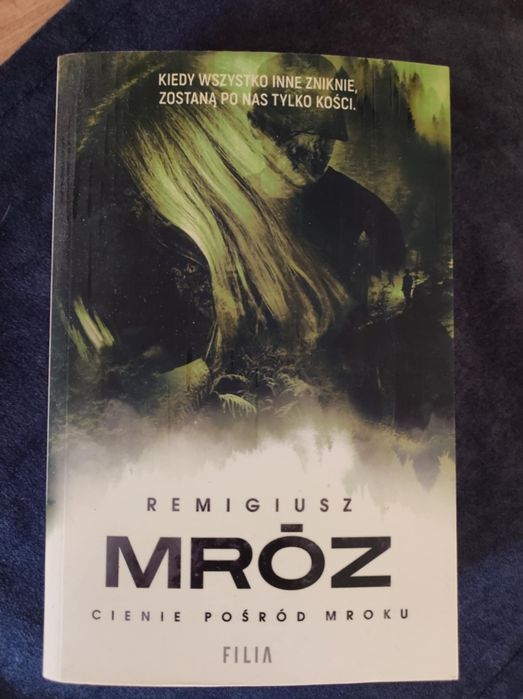 KIEDY WSZYSTKO INNE ZNIKNIE,
ZOSTANĄ PO NAS TYLKO KOŚCI.
REMIGIUSZ
MRÓZ
CIENIE POŚRÓD MROKU
FILIA